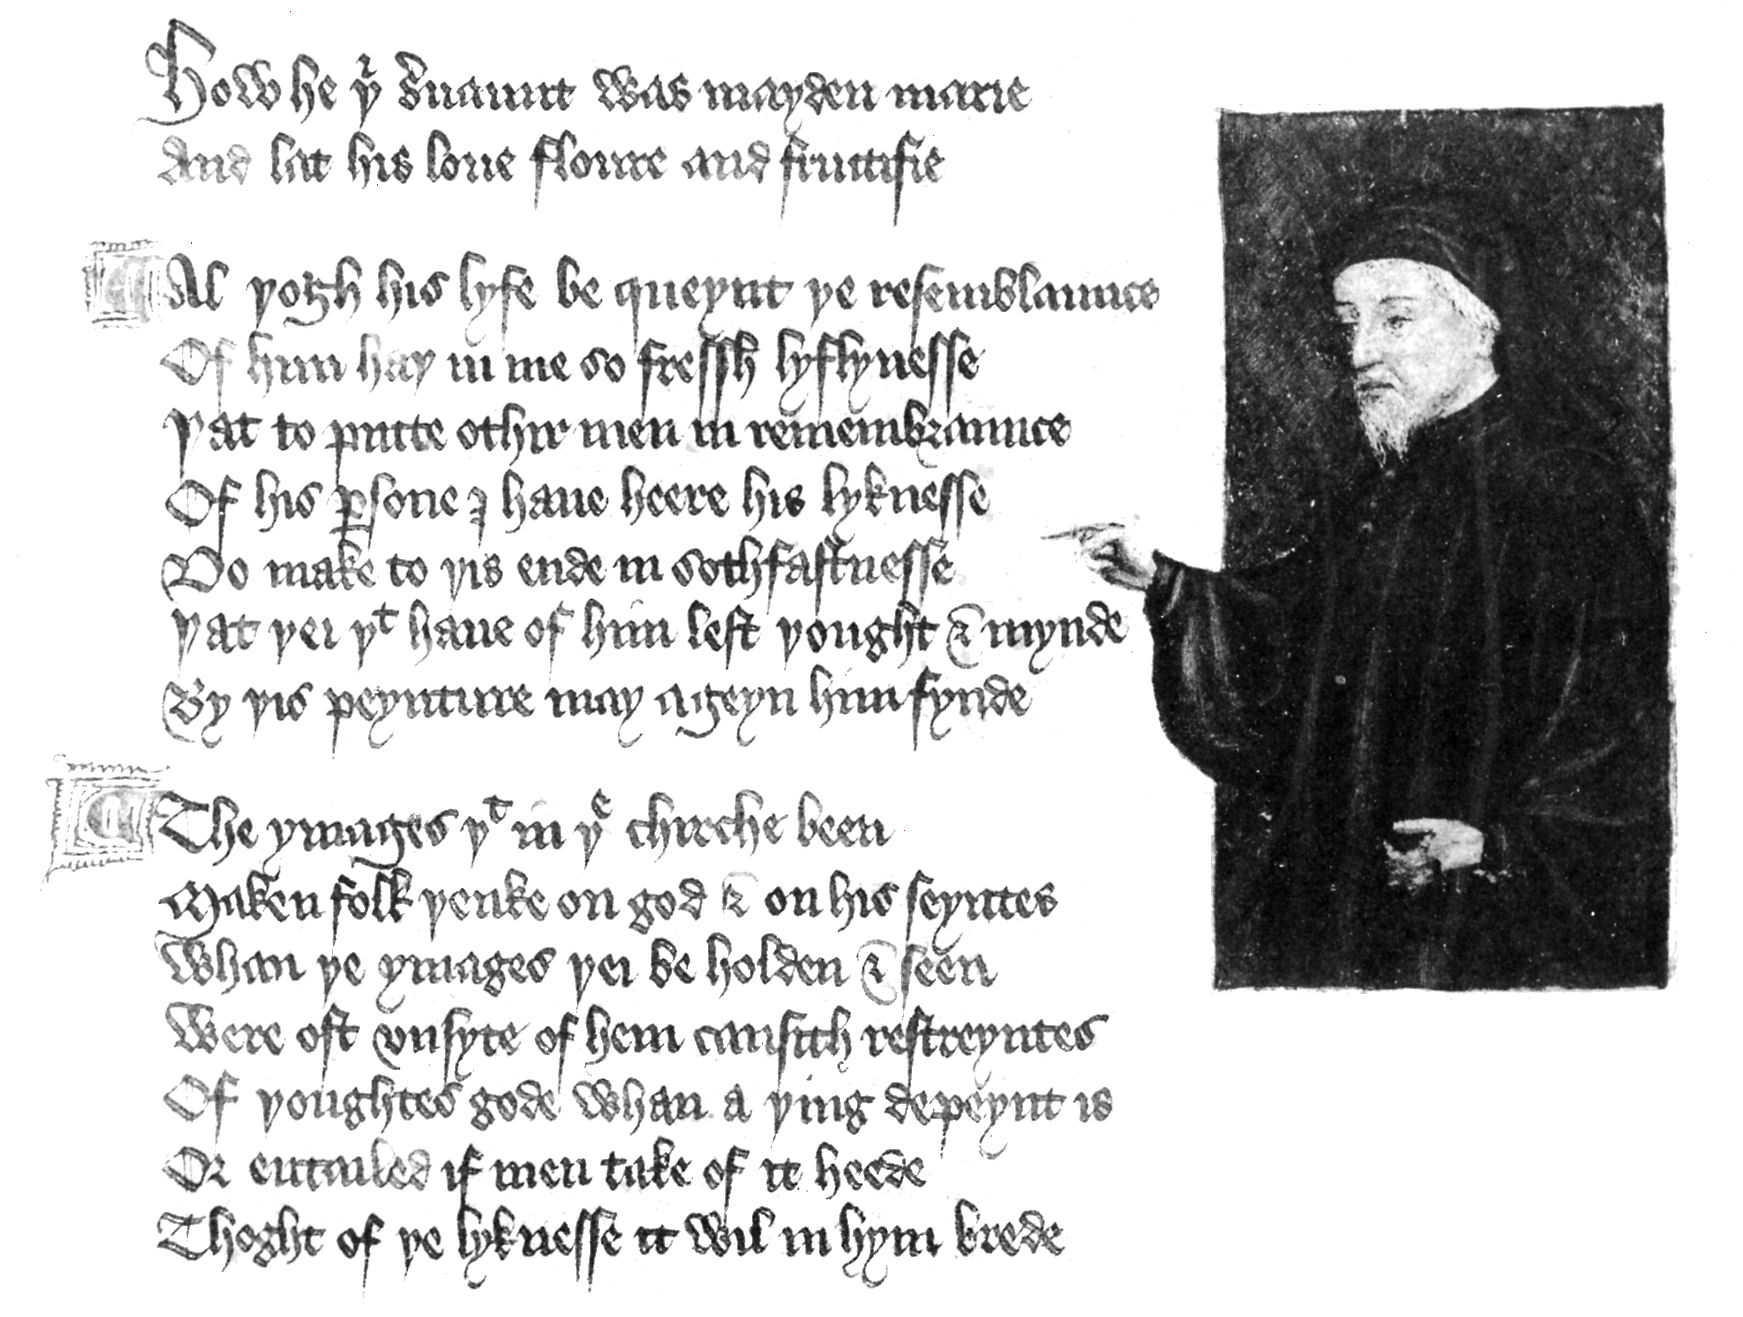 How he þⁱ s'uaunt was mayden marie
And lat his loue floure and fructifie
Al þogh his lyfe be queynt þe resemblaunce
Of him haþ in me so fressh lyflynesse
Þat to putte othir men in remembraunce
Of his ꝑsone I haue heere his lyknesse
Do make to þis ende in sothfastnesse
Þat þei þᵗ haue of him left þought & mynde
By þis peynture may ageyn him fynde
The ymages þᵗ in þᵉ chirche been
Maken folk þenke on god & on his seyntes
Whan þe ymages þei be holden & seen
Were oft vnsyte of hem causith restreyntes
Of þoughtes gode whan a þing depeynt is
Or entailed if men take of it heede
Thoght of þe lyknesse it wil in hym brede